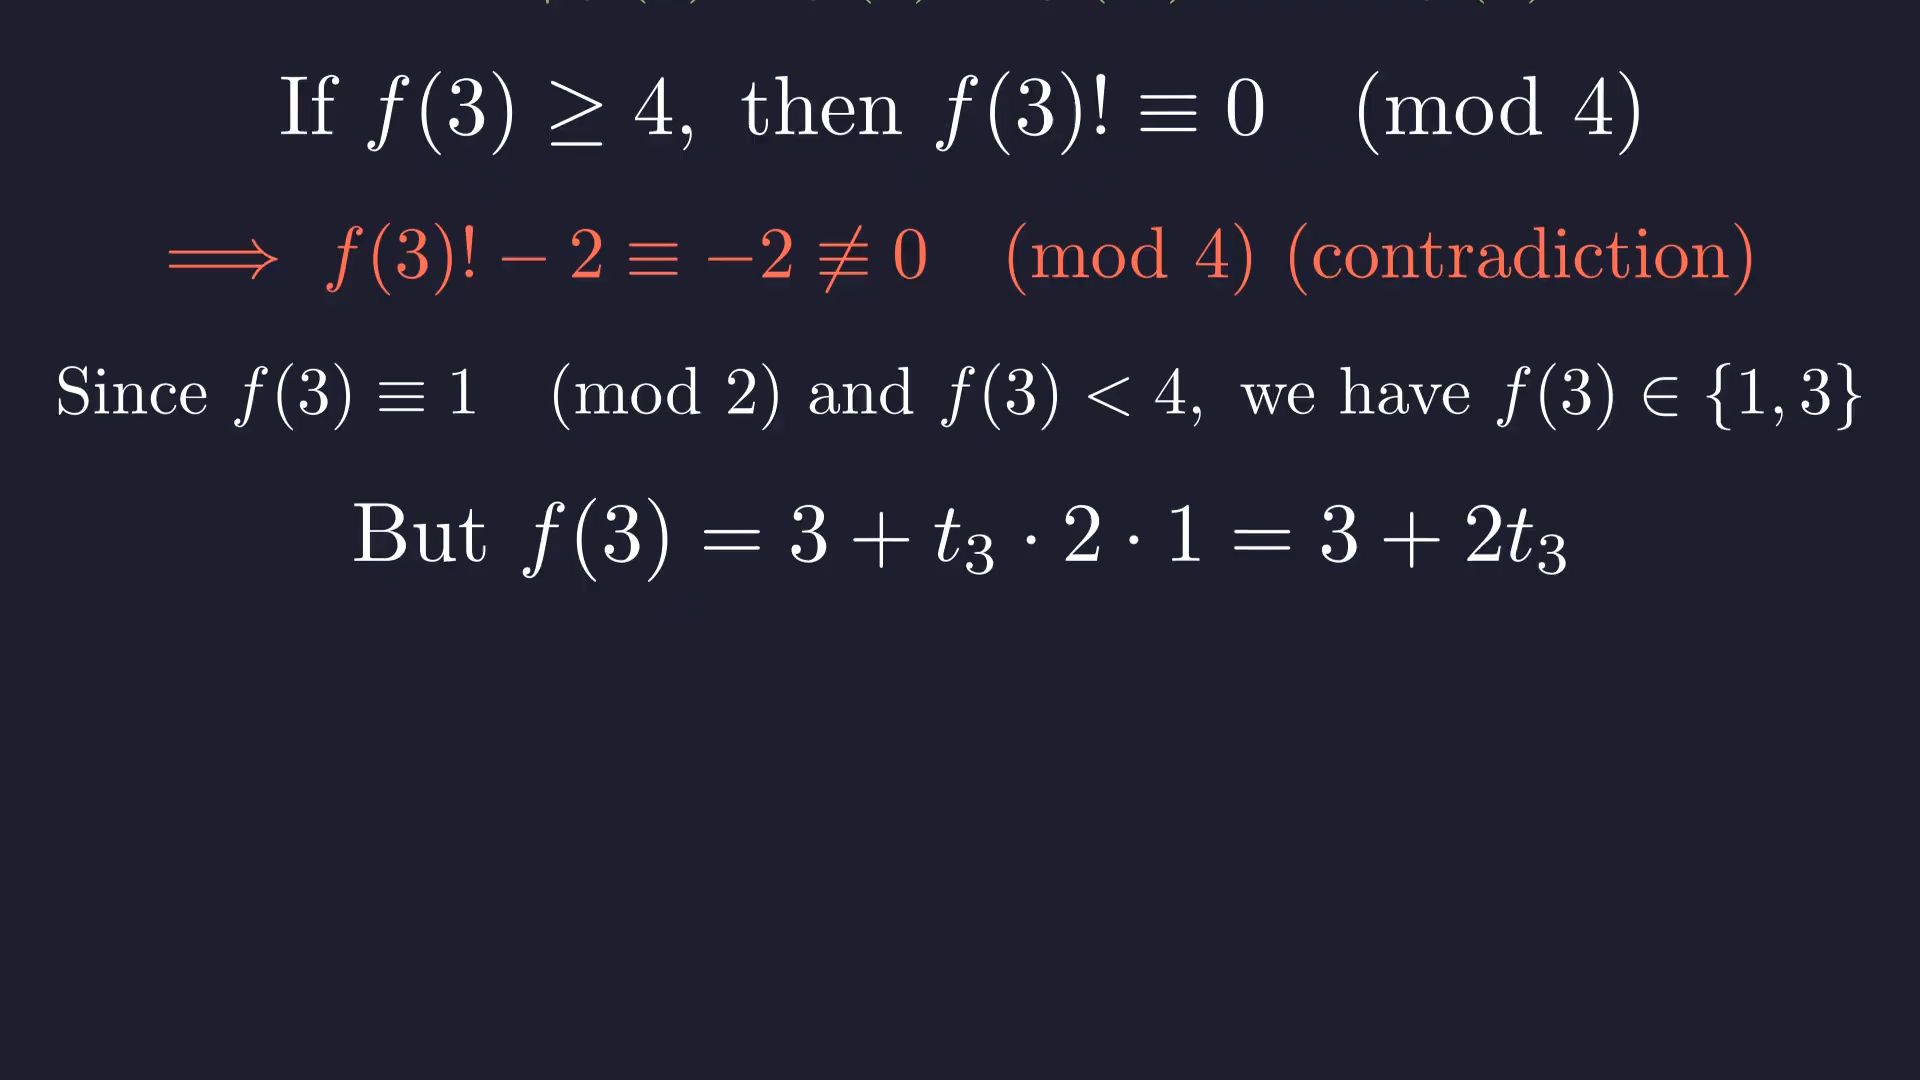 If f(3) ≥ 4, then f(3)! ≡ 0 (mod 4)
⟹ f(3)! − 2 ≡ −2 ≢ 0 (mod 4) (contradiction)
Since f(3) ≡ 1 (mod 2) and f(3) < 4, we have f(3) ∈ {1, 3}
But f(3) = 3 + t₃ · 2 · 1 = 3 + 2t₃